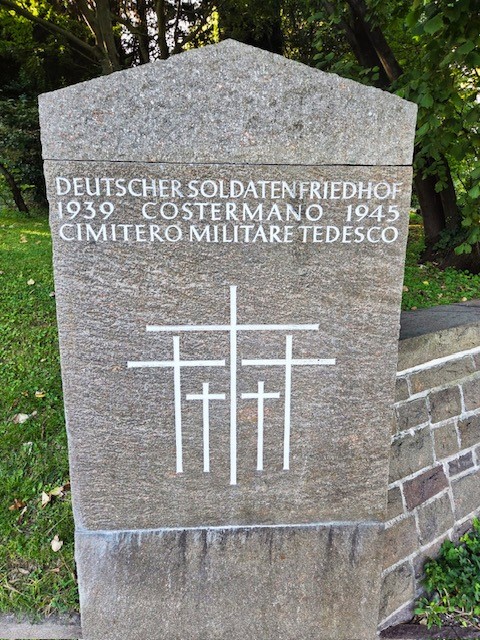 DEUTSCHER SOLDATENFRIEDHOF
1939 COSTERMANO 1945
CIMITERO MILITARE TEDESCO